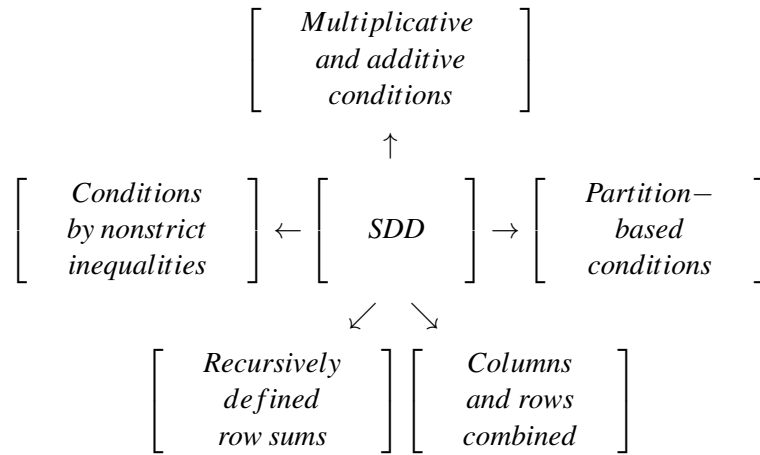 Multiplicative
and additive
conditions
↑
Conditions
by nonstrict
inequalities
← SDD →
Partition−
based
conditions
↙ ↘
Recursively
defined
row sums
Columns
and rows
combined